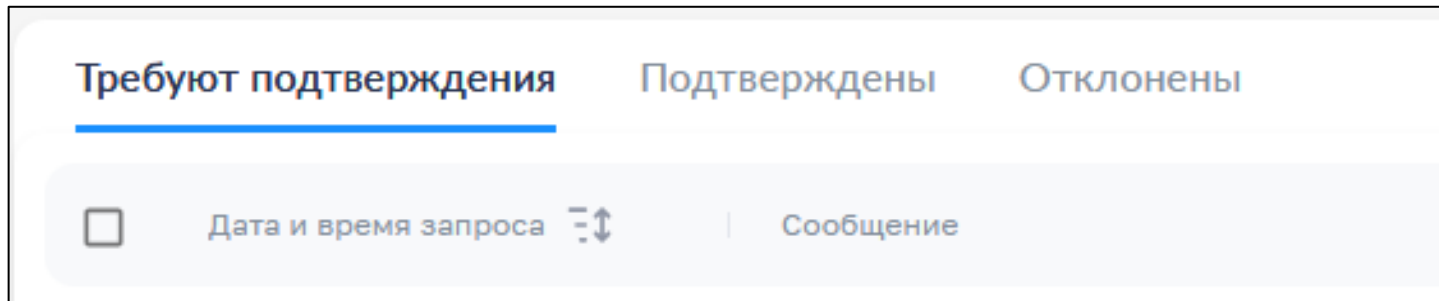 Требуют подтверждения Подтверждены Отклонены
Дата и время запроса Сообщение